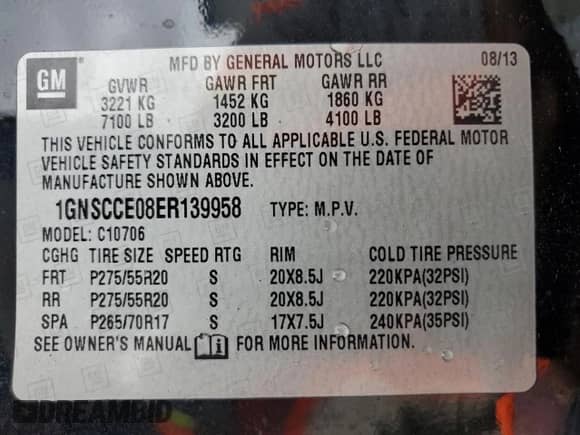 GM
MFD BY GENERAL MOTORS LLC 08/13
GVWR GAWR FRT GAWR RR
3221 KG 1452 KG 1860 KG
7100 LB 3200 LB 4100 LB
THIS VEHICLE CONFORMS TO ALL APPLICABLE U.S. FEDERAL MOTOR
VEHICLE SAFETY STANDARDS IN EFFECT ON THE DATE OF
MANUFACTURE SHOWN ABOVE.
1GNSCCE08ER139958 TYPE: M.P.V.
MODEL: C10706
CGHG TIRE SIZE SPEED RTG RIM
FRT P275/55R20 S 20X8.5J 220KPA(32PSI)
RR P275/55R20 S 20X8.5J 220KPA(32PSI)
SPA P265/70R17 S 17X7.5J 240KPA(35PSI)
SEE OWNER'S MANUAL FOR MORE INFORMATION.
DREAMBID